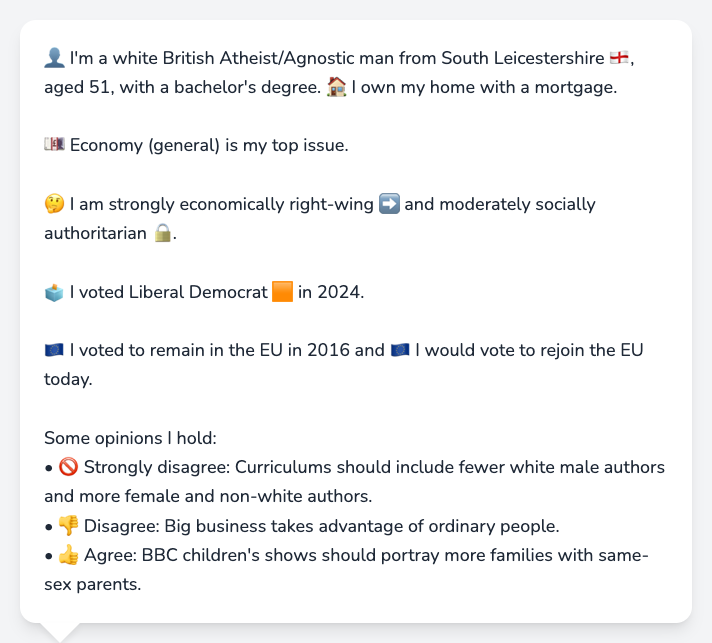 👤 I'm a white British Atheist/Agnostic man from South Leicestershire 🏴󠁧󠁢󠁥󠁮󠁧󠁿,
aged 51, with a bachelor's degree. 🏠 I own my home with a mortgage.
💷 Economy (general) is my top issue.
🤔 I am strongly economically right-wing ➡️ and moderately socially
authoritarian 🔒.
🗳️ I voted Liberal Democrat 🟧 in 2024.
🇪🇺 I voted to remain in the EU in 2016 and 🇪🇺 I would vote to rejoin the EU
today.
Some opinions I hold:
• 🚫 Strongly disagree: Curriculums should include fewer white male authors
and more female and non-white authors.
• 👎 Disagree: Big business takes advantage of ordinary people.
• 👍 Agree: BBC children's shows should portray more families with same-
sex parents.